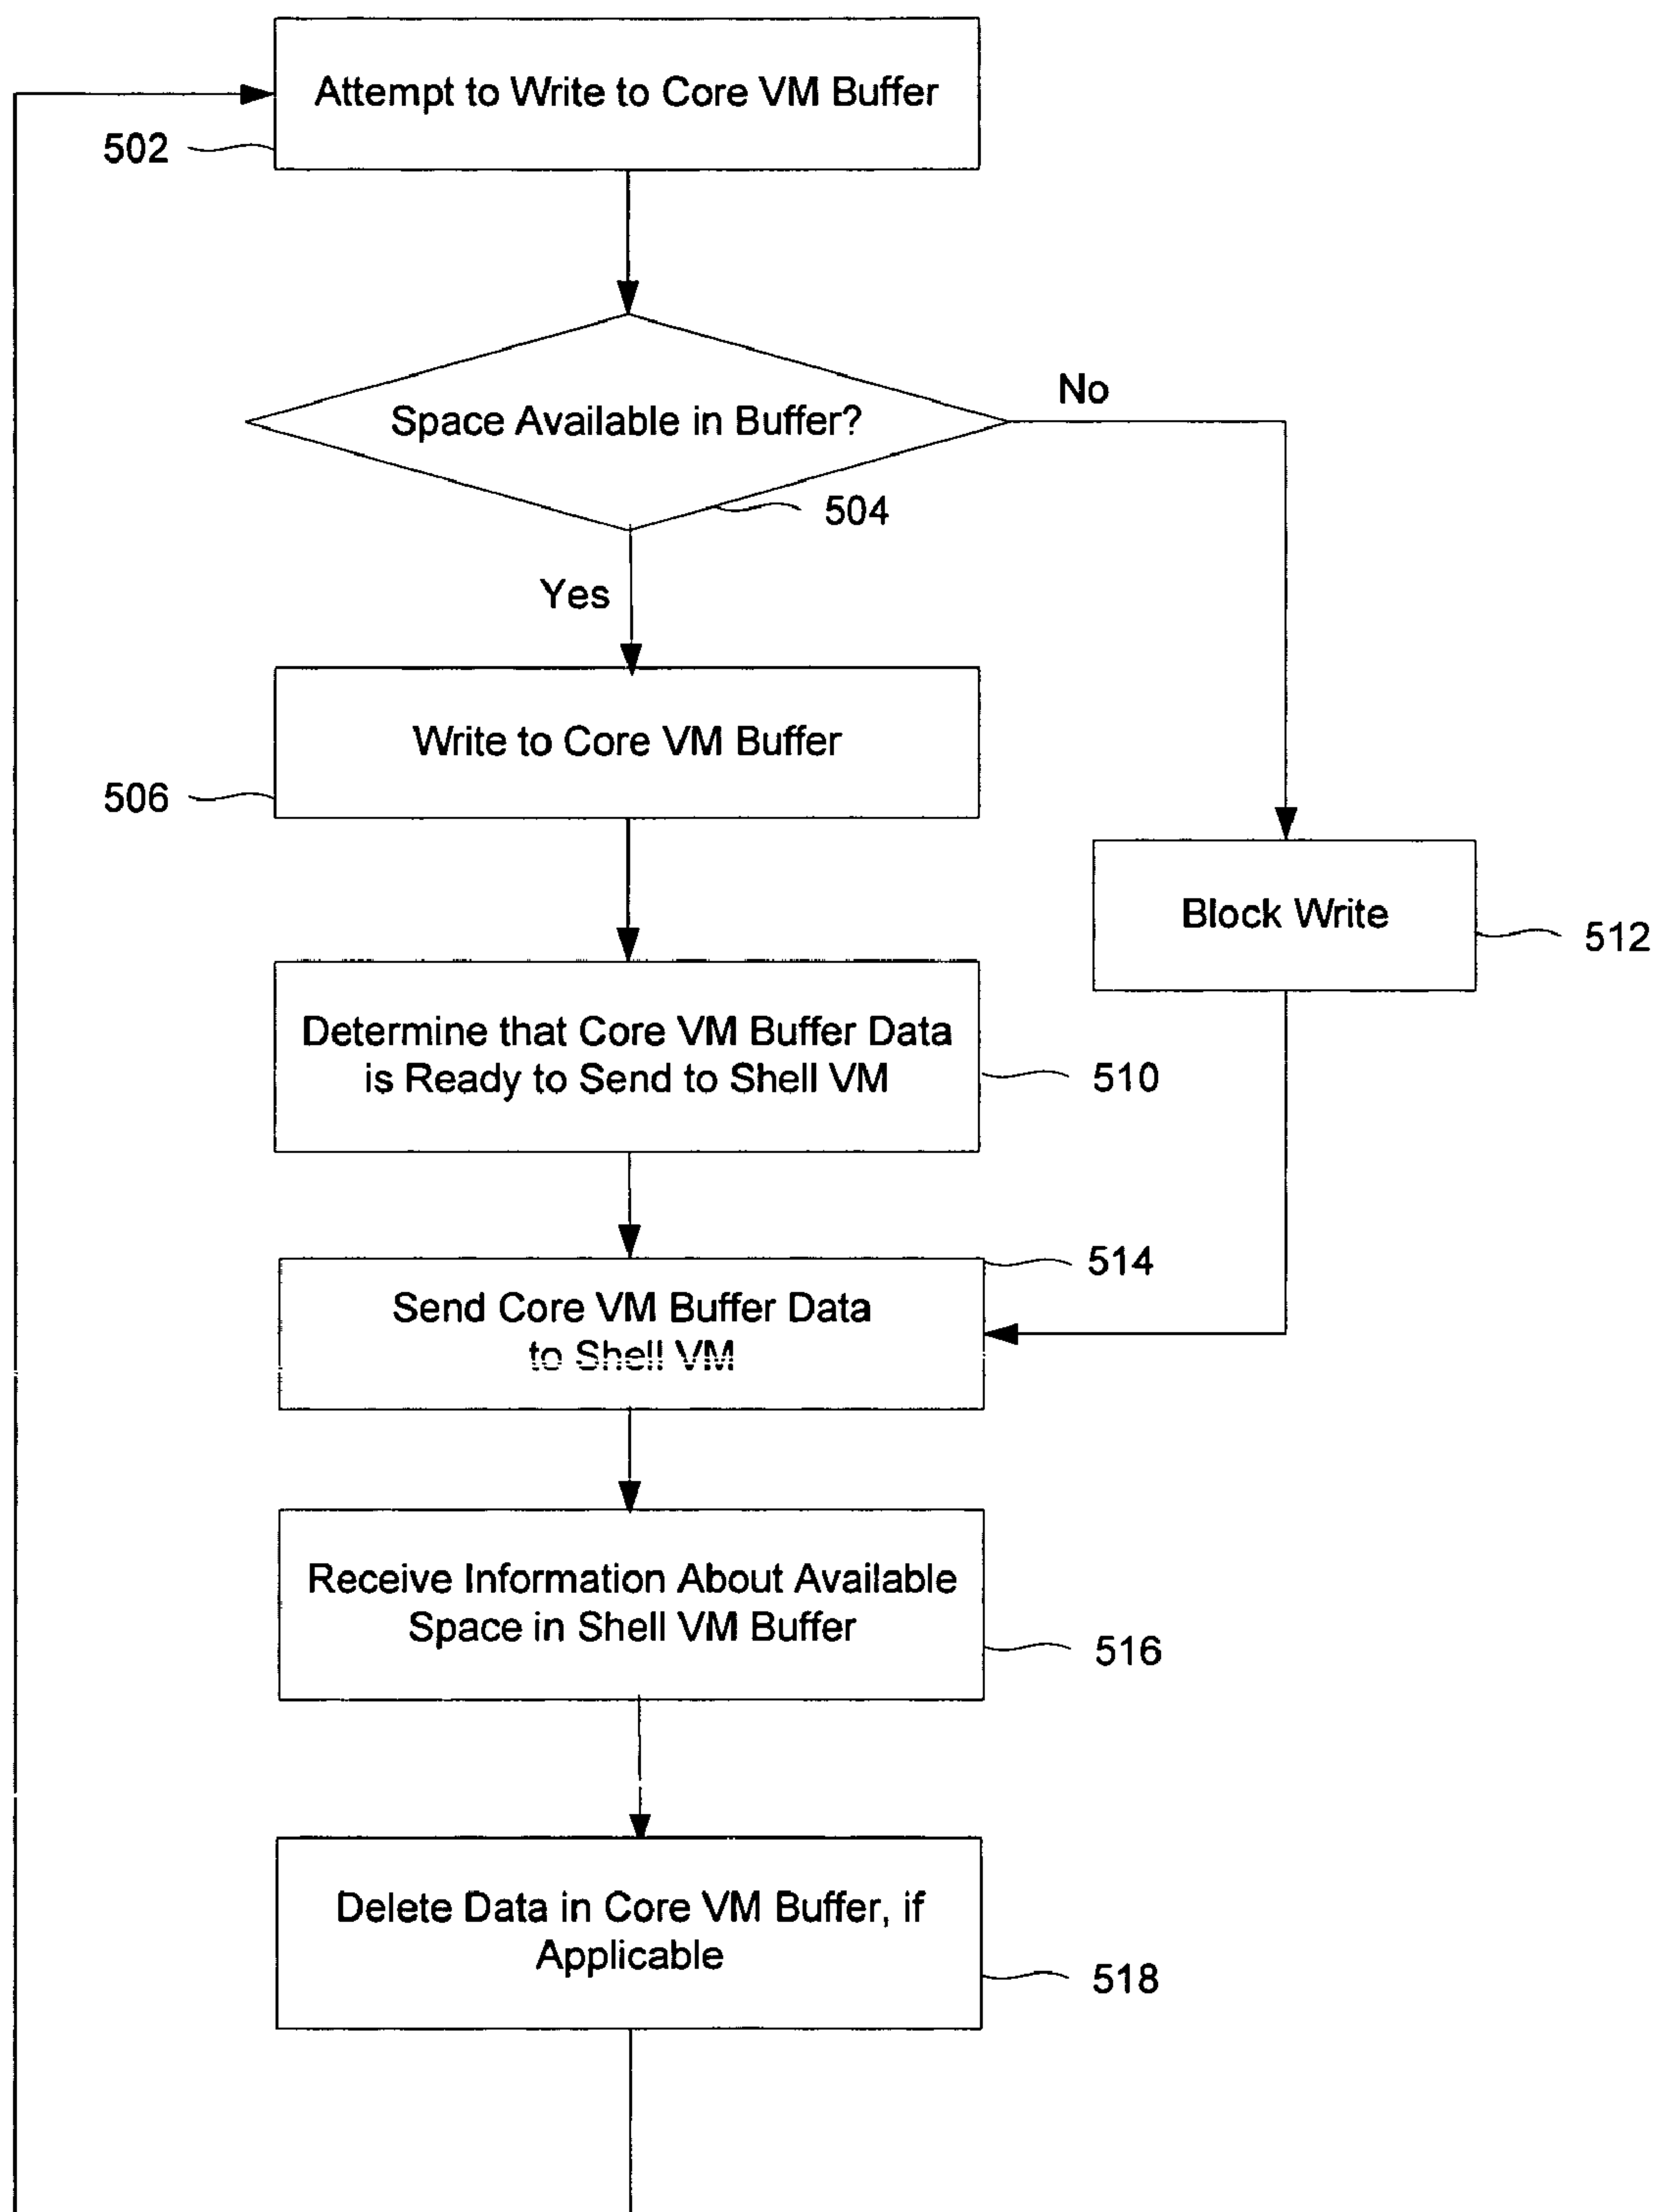 Attempt to Write to Core VM Buffer
502
No
Space Available in Buffer?
504
Yes
Write to Core VM Buffer
506
Block Write
512
Determine that Core VM Buffer Data
is Ready to Send to Shell VM
510
514
Send Core VM Buffer Data
to Shell VM
Receive Information About Available
Space in Shell VM Buffer
516
Delete Data in Core VM Buffer, if
Applicable
518